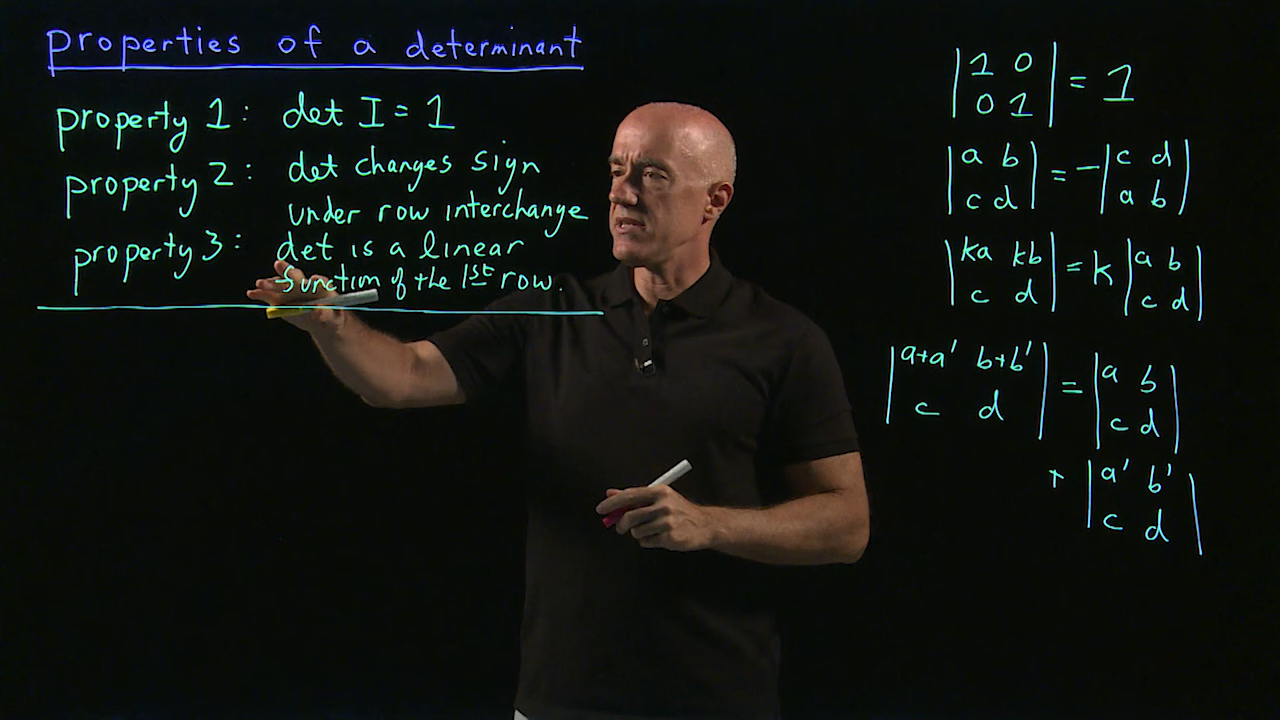 properties of a determinant
property 1: det I = 1
property 2: det changes sign
under row interchange
property 3: det is a linear
function of the 1st row.
|1 0|
|0 1| = 1
|a b| = -|c d|
|c d| |a b|
|ka kb| = k |a b|
|c d| |c d|
|a+a' b+b'| = |a b|
|c d| |c d|
+ |a' b'|
|c d|